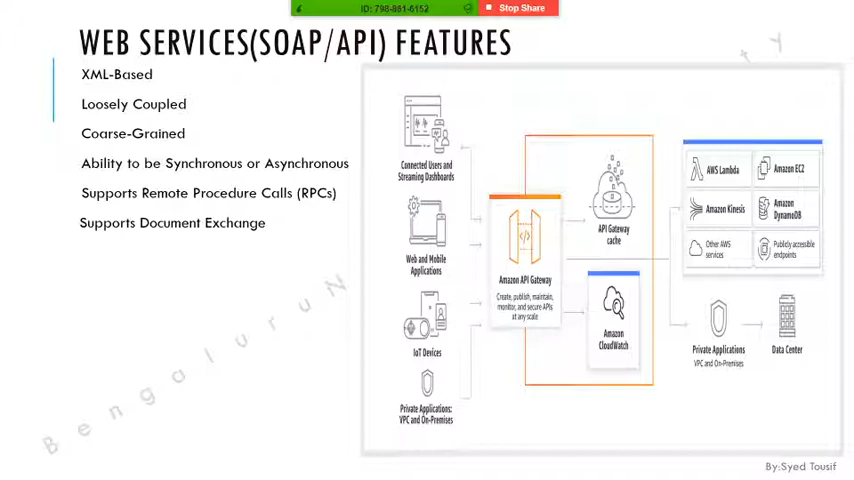 ID: 798-861-6152
Stop Share
WEB SERVICES(SOAP/API) FEATURES
XML-Based
Loosely Coupled
Coarse-Grained
Ability to be Synchronous or Asynchronous
Supports Remote Procedure Calls (RPCs)
Supports Document Exchange
Connected Users and
Streaming Dashboards
Web and Mobile
Applications
IoT Devices
Private Applications:
VPC and On-Premises
Amazon API Gateway
Create, publish, maintain,
monitor, and secure APIs
at any scale
API Gateway
cache
Amazon
CloudWatch
AWS Lambda
Amazon EC2
Amazon Kinesis
Amazon
DynamoDB
Other AWS
services
Publicly accessible
endpoints
Private Applications
VPC and On-Premises
Data Center
BengaluruN
ty
By:Syed Tousif